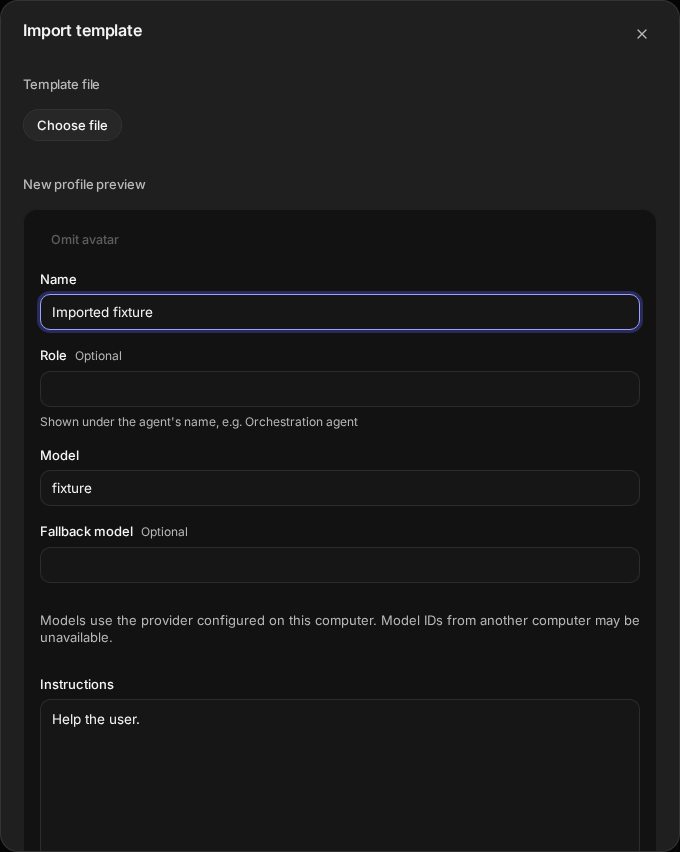 Import template
Template file
Choose file
New profile preview
Omit avatar
Name
Imported fixture
Role Optional
Shown under the agent's name, e.g. Orchestration agent
Model
fixture
Fallback model Optional
Models use the provider configured on this computer. Model IDs from another computer may be
unavailable.
Instructions
Help the user.